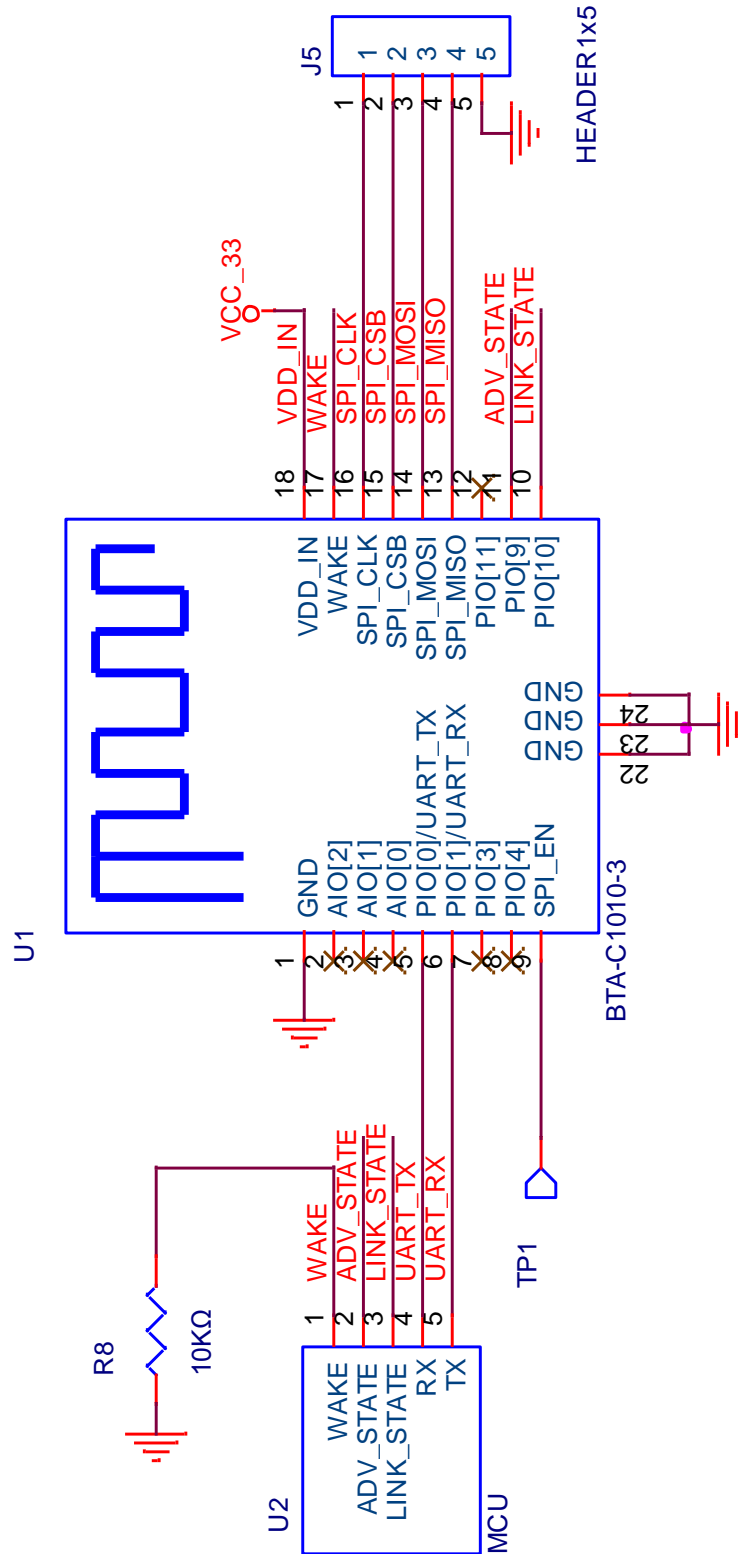 U2
MCU
WAKE
ADV_STATE
LINK_STATE
RX
TX
1
2
3
4
5
WAKE
ADV_STATE
LINK_STATE
UART_TX
UART_RX
R8
10KΩ
TP1
U1
BTA-C1010-3
1
2
3
4
5
6
7
8
9
GND
AIO[2]
AIO[1]
AIO[0]
PIO[0]/UART_TX
PIO[1]/UART_RX
PIO[3]
PIO[4]
SPI_EN
GND
GND
GND
22
23
24
VDD_IN
WAKE
SPI_CLK
SPI_CSB
SPI_MOSI
SPI_MISO
PIO[11]
PIO[9]
PIO[10]
18
17
16
15
14
13
12
11
10
VCC_33
VDD_IN
WAKE
SPI_CLK
SPI_CSB
SPI_MOSI
SPI_MISO
ADV_STATE
LINK_STATE
J5
1
2
3
4
5
1
2
3
4
5
HEADER1x5